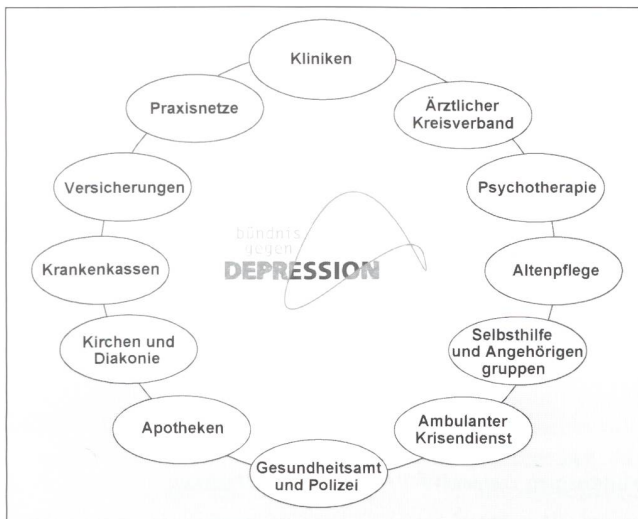 Kliniken
Praxisnetze
Ärztlicher
Kreisverband
Versicherungen
Psychotherapie
bündnis
gegen
DEPRESSION
Krankenkassen
Altenpflege
Kirchen und
Diakonie
Selbsthilfe
und Angehörigen
gruppen
Apotheken
Ambulanter
Krisendienst
Gesundheitsamt
und Polizei